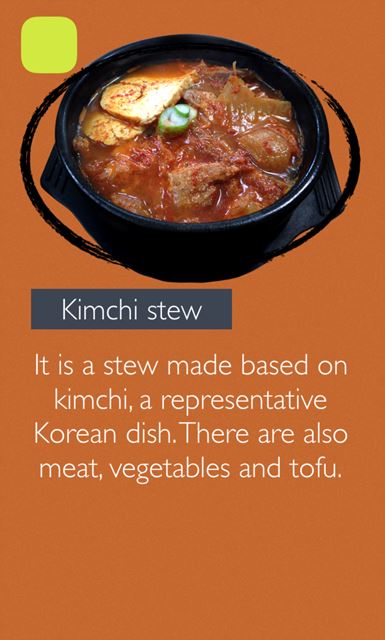 Kimchi stew
It is a stew made based on
kimchi, a representative
Korean dish.There are also
meat, vegetables and tofu.